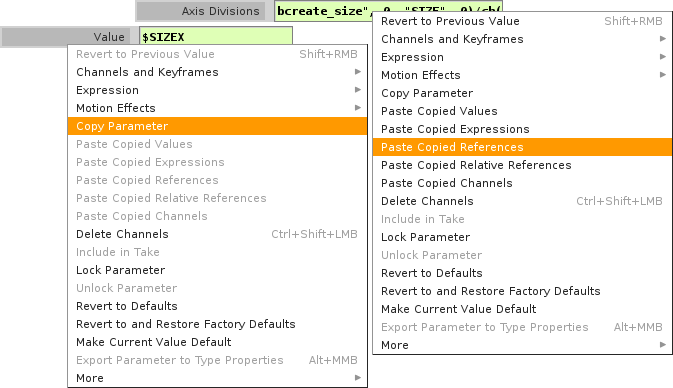 Axis Divisions bcreate_size", 0, "SIZE", 0)/ch(
Value $SIZEX
Revert to Previous Value Shift+RMB
Channels and Keyframes
Expression
Motion Effects
Copy Parameter
Paste Copied Values
Paste Copied Expressions
Paste Copied References
Paste Copied Relative References
Paste Copied Channels
Delete Channels Ctrl+Shift+LMB
Include in Take
Lock Parameter
Unlock Parameter
Revert to Defaults
Revert to and Restore Factory Defaults
Make Current Value Default
Export Parameter to Type Properties Alt+MMB
More
Revert to Previous Value Shift+RMB
Channels and Keyframes
Expression
Motion Effects
Copy Parameter
Paste Copied Values
Paste Copied Expressions
Paste Copied References
Paste Copied Relative References
Paste Copied Channels
Delete Channels Ctrl+Shift+LMB
Include in Take
Lock Parameter
Unlock Parameter
Revert to Defaults
Revert to and Restore Factory Defaults
Make Current Value Default
Export Parameter to Type Properties Alt+MMB
More